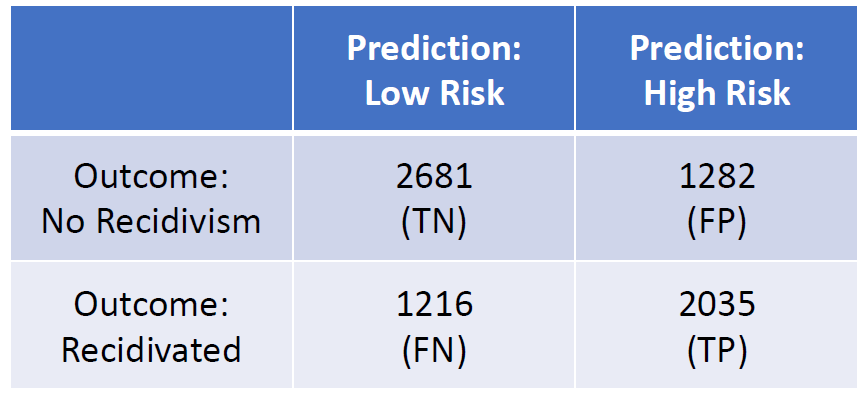 Prediction:
Low Risk
Prediction:
High Risk
Outcome:
No Recidivism
2681
(TN)
1282
(FP)
Outcome:
Recidivated
1216
(FN)
2035
(TP)